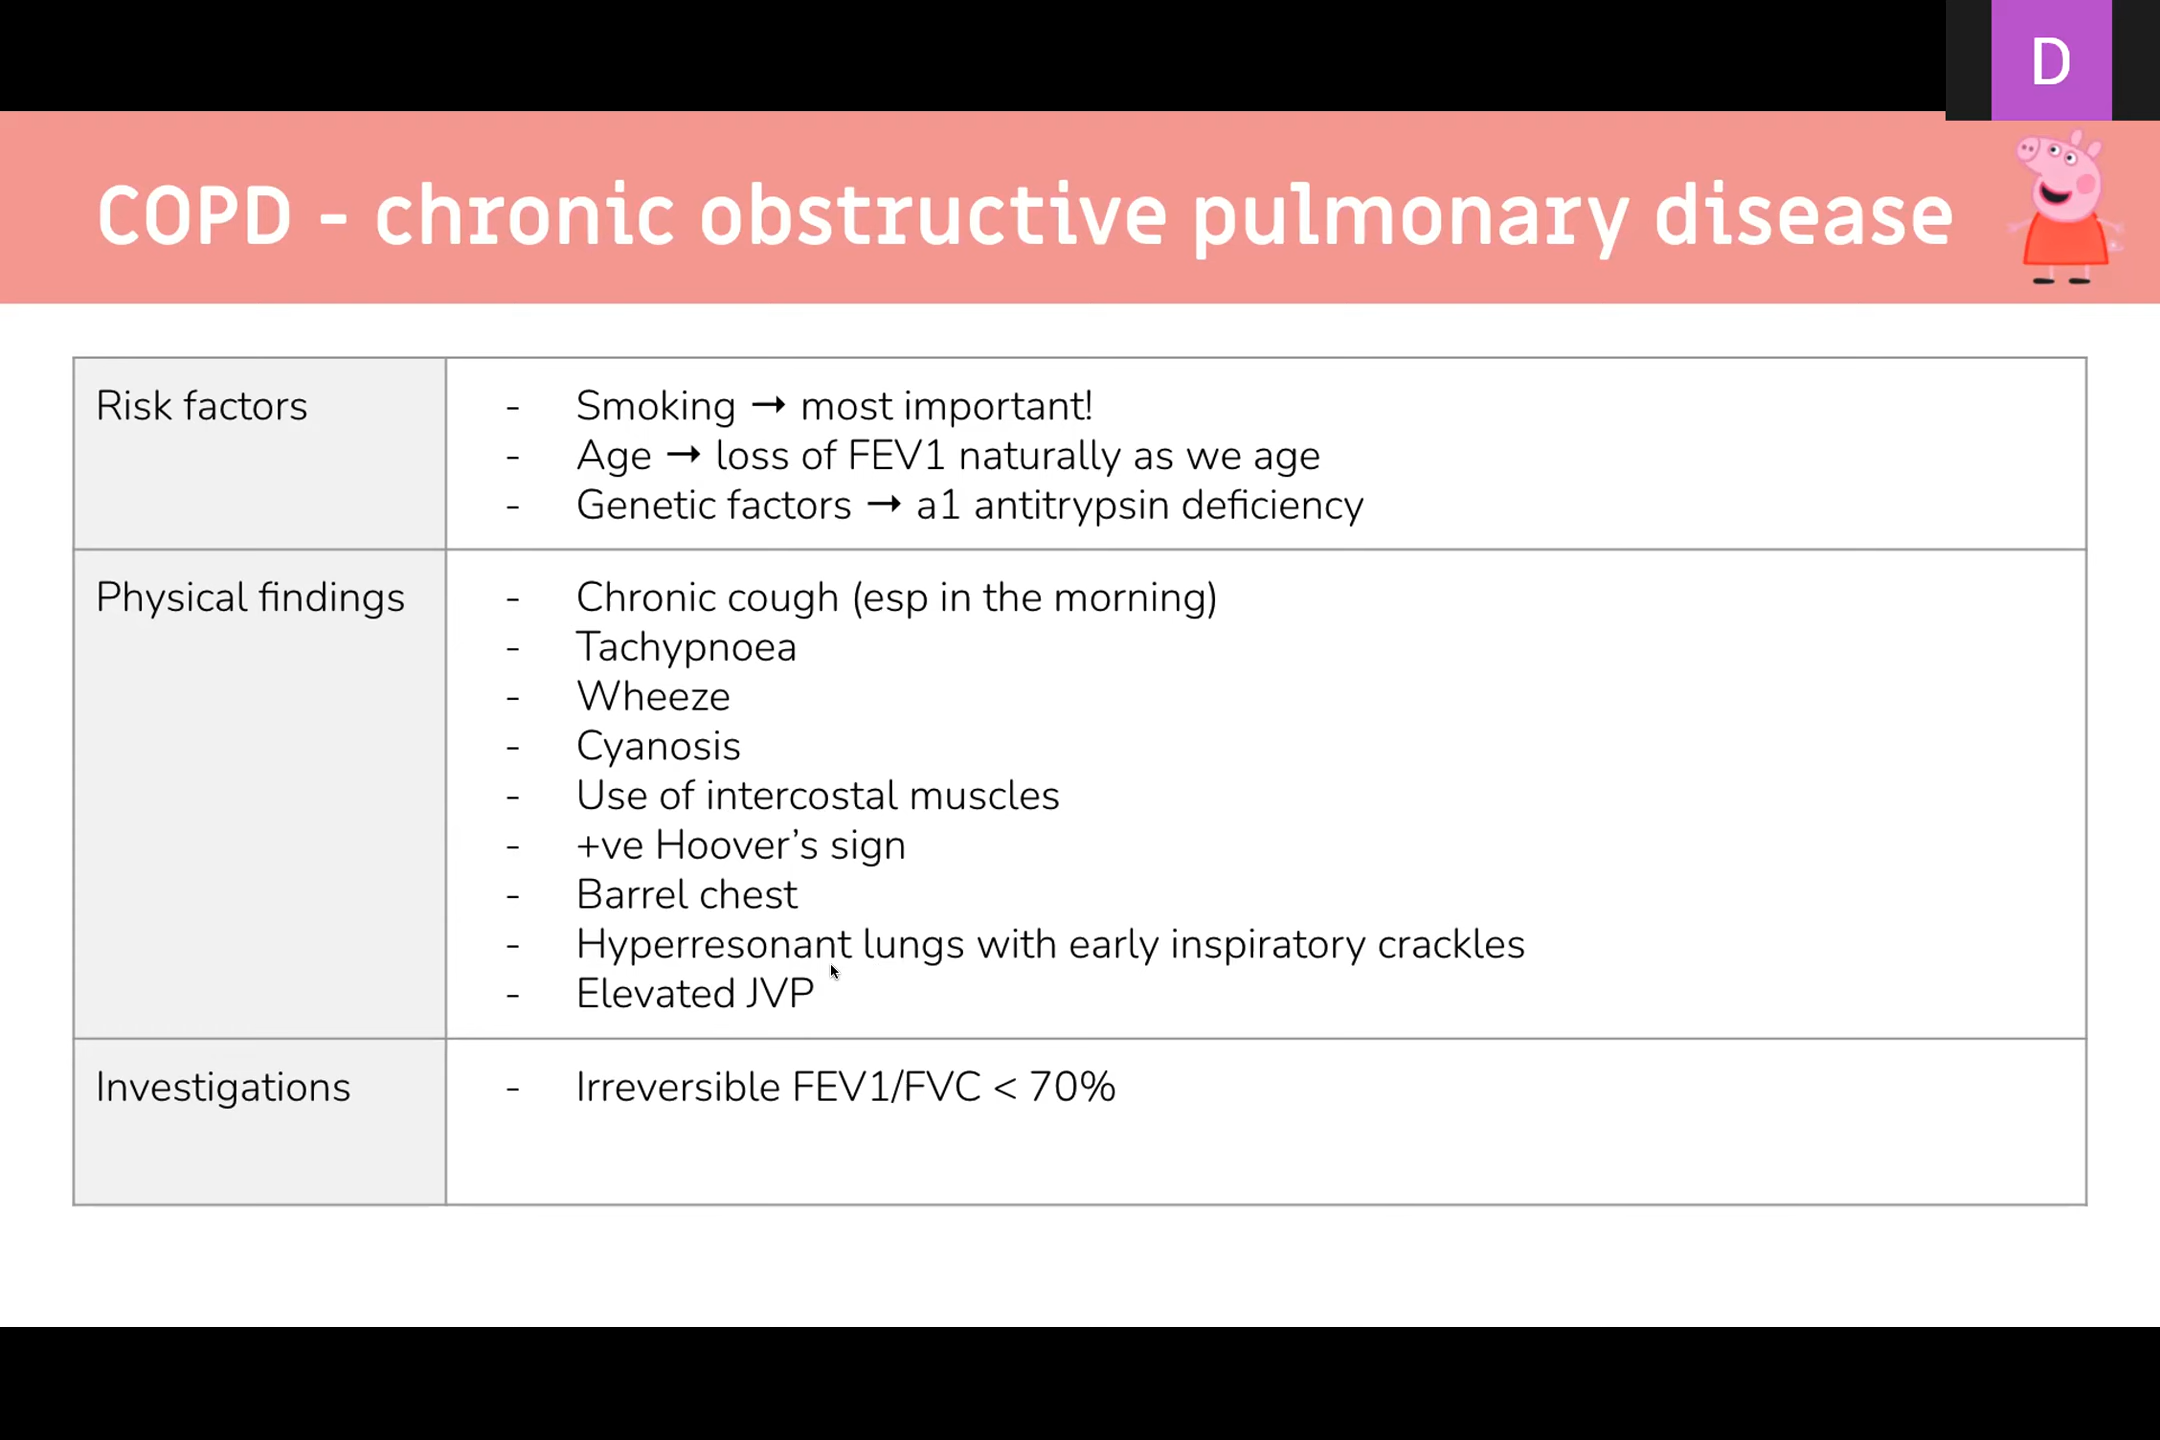 D
COPD - chronic obstructive pulmonary disease
Risk factors
- Smoking → most important!
- Age → loss of FEV1 naturally as we age
- Genetic factors → a1 antitrypsin deficiency
Physical findings
- Chronic cough (esp in the morning)
- Tachypnoea
- Wheeze
- Cyanosis
- Use of intercostal muscles
- +ve Hoover’s sign
- Barrel chest
- Hyperresonant lungs with early inspiratory crackles
- Elevated JVP
Investigations
- Irreversible FEV1/FVC < 70%